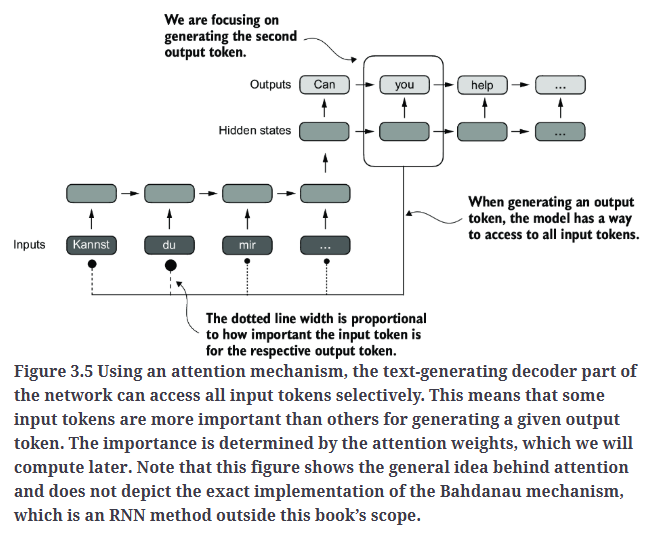 We are focusing on
generating the second
output token.
Outputs Can you help ...
Hidden states ...
When generating an output
token, the model has a way
to access to all input tokens.
Inputs Kannst du mir ...
The dotted line width is proportional
to how important the input token is
for the respective output token.
Figure 3.5 Using an attention mechanism, the text-generating decoder part of
the network can access all input tokens selectively. This means that some
input tokens are more important than others for generating a given output
token. The importance is determined by the attention weights, which we will
compute later. Note that this figure shows the general idea behind attention
and does not depict the exact implementation of the Bahdanau mechanism,
which is an RNN method outside this book’s scope.